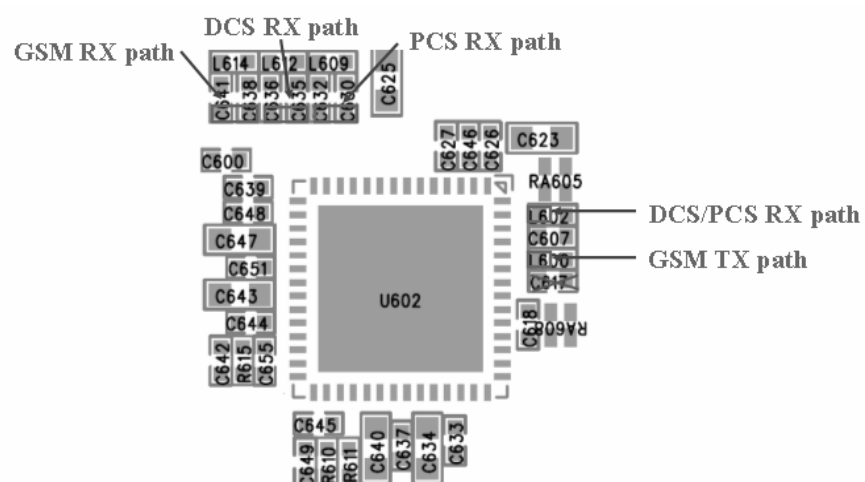 DCS RX path
GSM RX path
PCS RX path
L614 L612 L609
C641 C638 C636 C635 C632 C630 C625
C627 C646 C626 C623
C600
RA605
C639
L602 DCS/PCS RX path
C648
C607
C647
L600 GSM TX path
C651
C617
C643
U602
C618 RA608
C644
C642 R615 C655
C645
C649 R610 R611 C640 C637 C634 C633